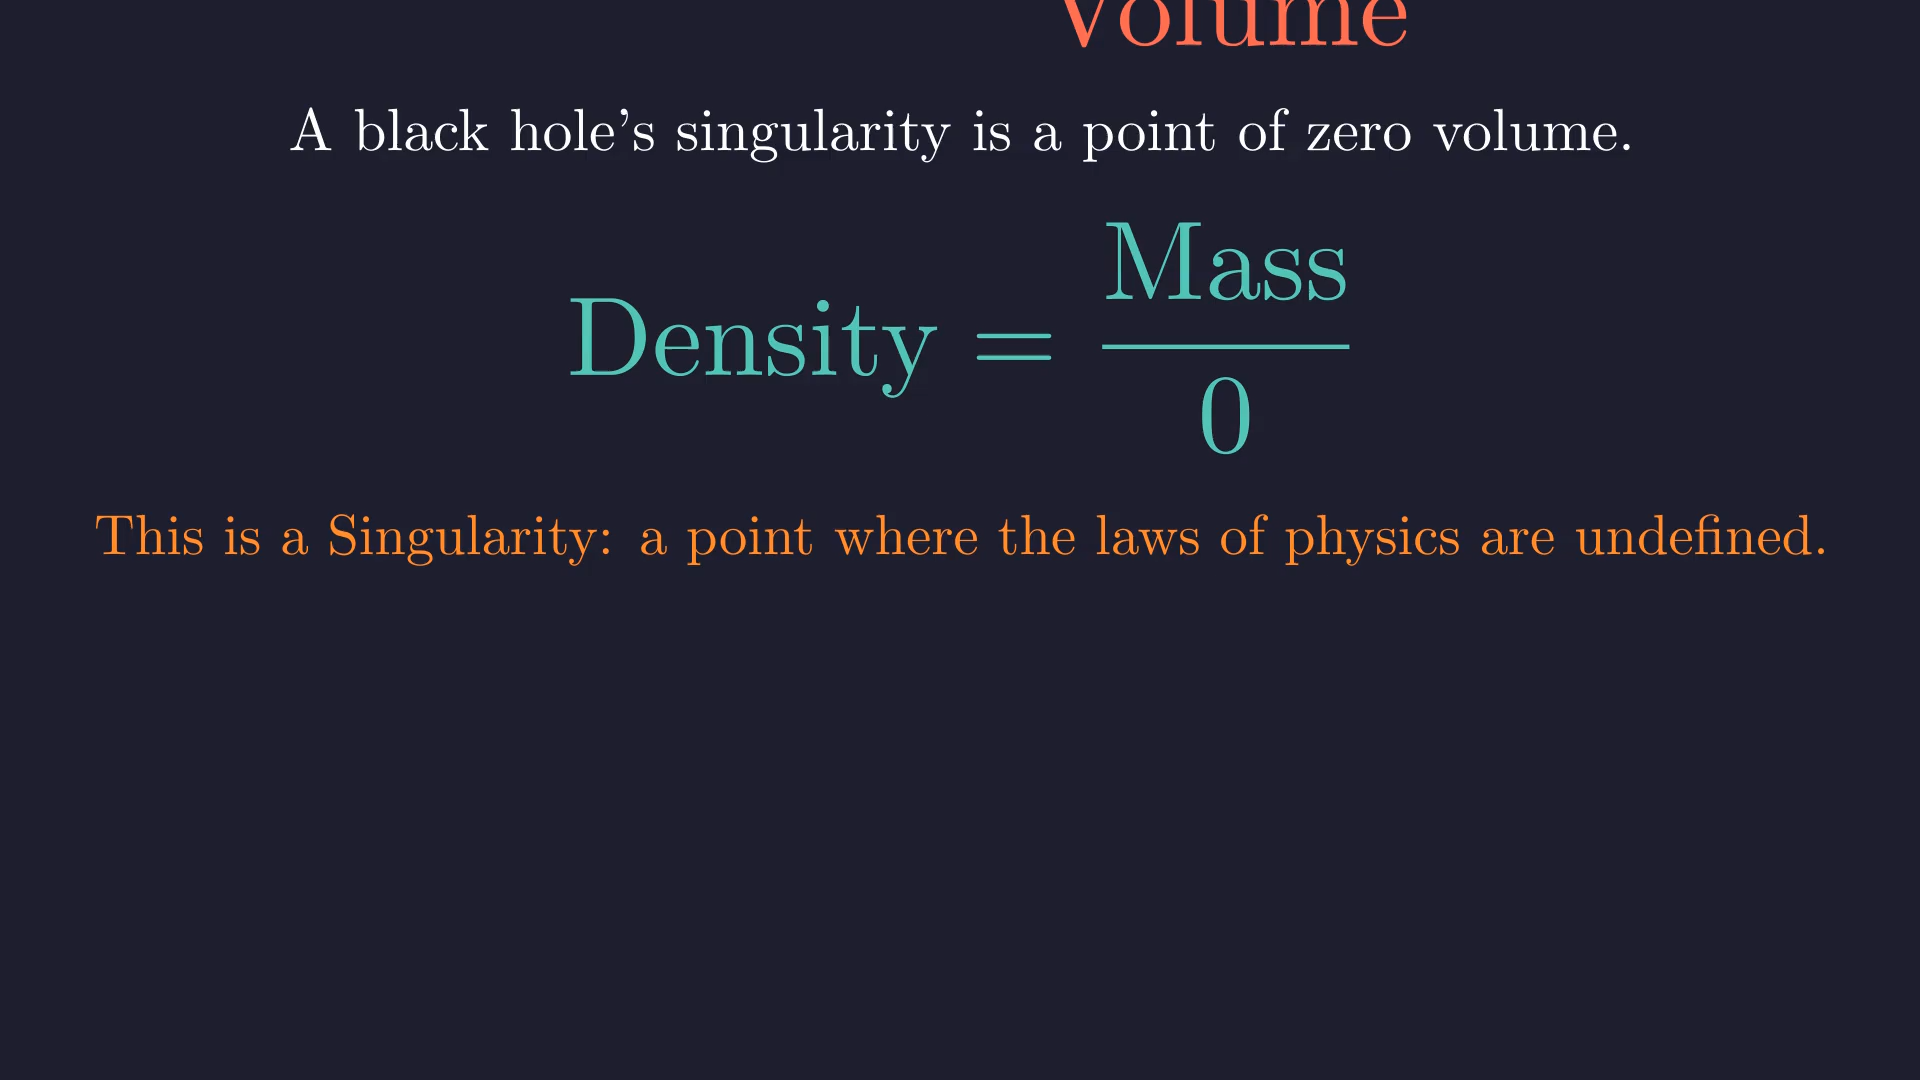 Volume
A black hole’s singularity is a point of zero volume.
Density = Mass / 0
This is a Singularity: a point where the laws of physics are undefined.